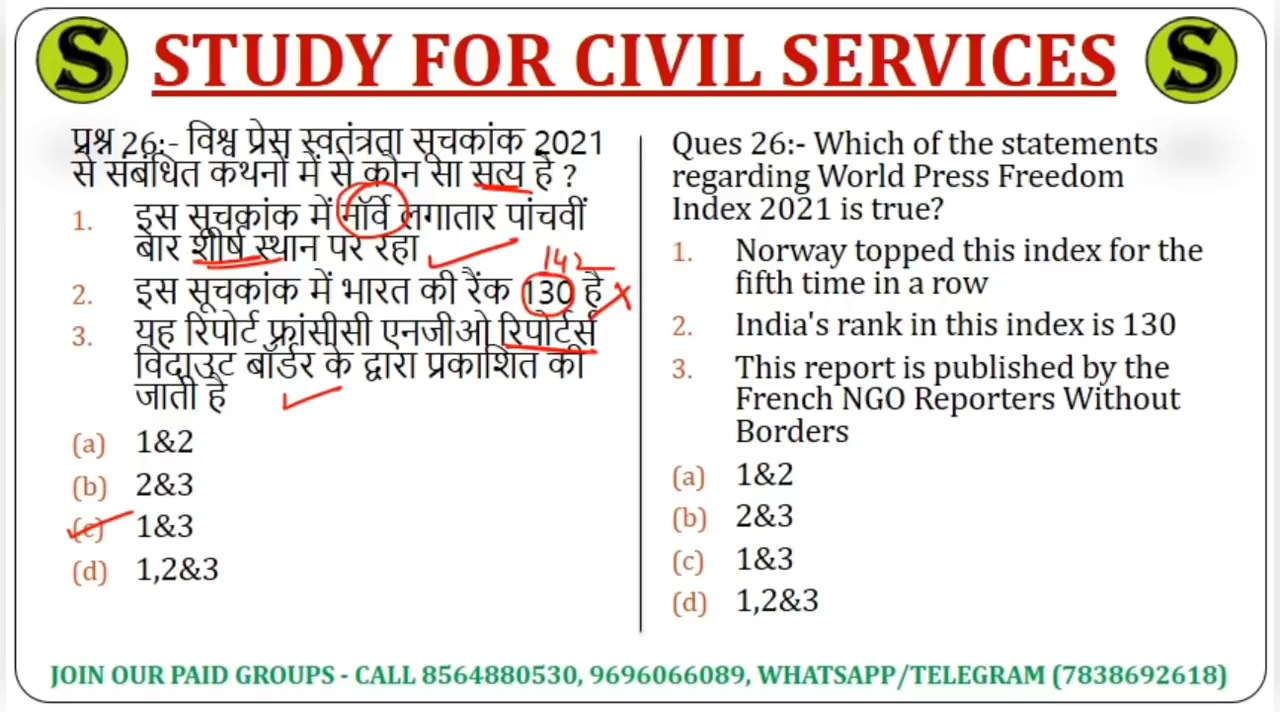 S STUDY FOR CIVIL SERVICES S
प्रश्न 26:- विश्व प्रेस स्वतंत्रता सूचकांक 2021
से संबंधित कथनों में से कौन सा सत्य है ?
1. इस सूचकांक में नॉर्वे लगातार पांचवीं
बार शीर्ष स्थान पर रहा
142
2. इस सूचकांक में भारत की रैंक 130 है
3. यह रिपोर्ट फ्रांसीसी एनजीओ रिपोर्टर्स
विदाउट बॉर्डर के द्वारा प्रकाशित की
जाती है
(a) 1&2
(b) 2&3
(c) 1&3
(d) 1,2&3
Ques 26:- Which of the statements
regarding World Press Freedom
Index 2021 is true?
1. Norway topped this index for the
fifth time in a row
2. India's rank in this index is 130
3. This report is published by the
French NGO Reporters Without
Borders
(a) 1&2
(b) 2&3
(c) 1&3
(d) 1,2&3
JOIN OUR PAID GROUPS - CALL 8564880530, 9696066089, WHATSAPP/TELEGRAM (7838692618)